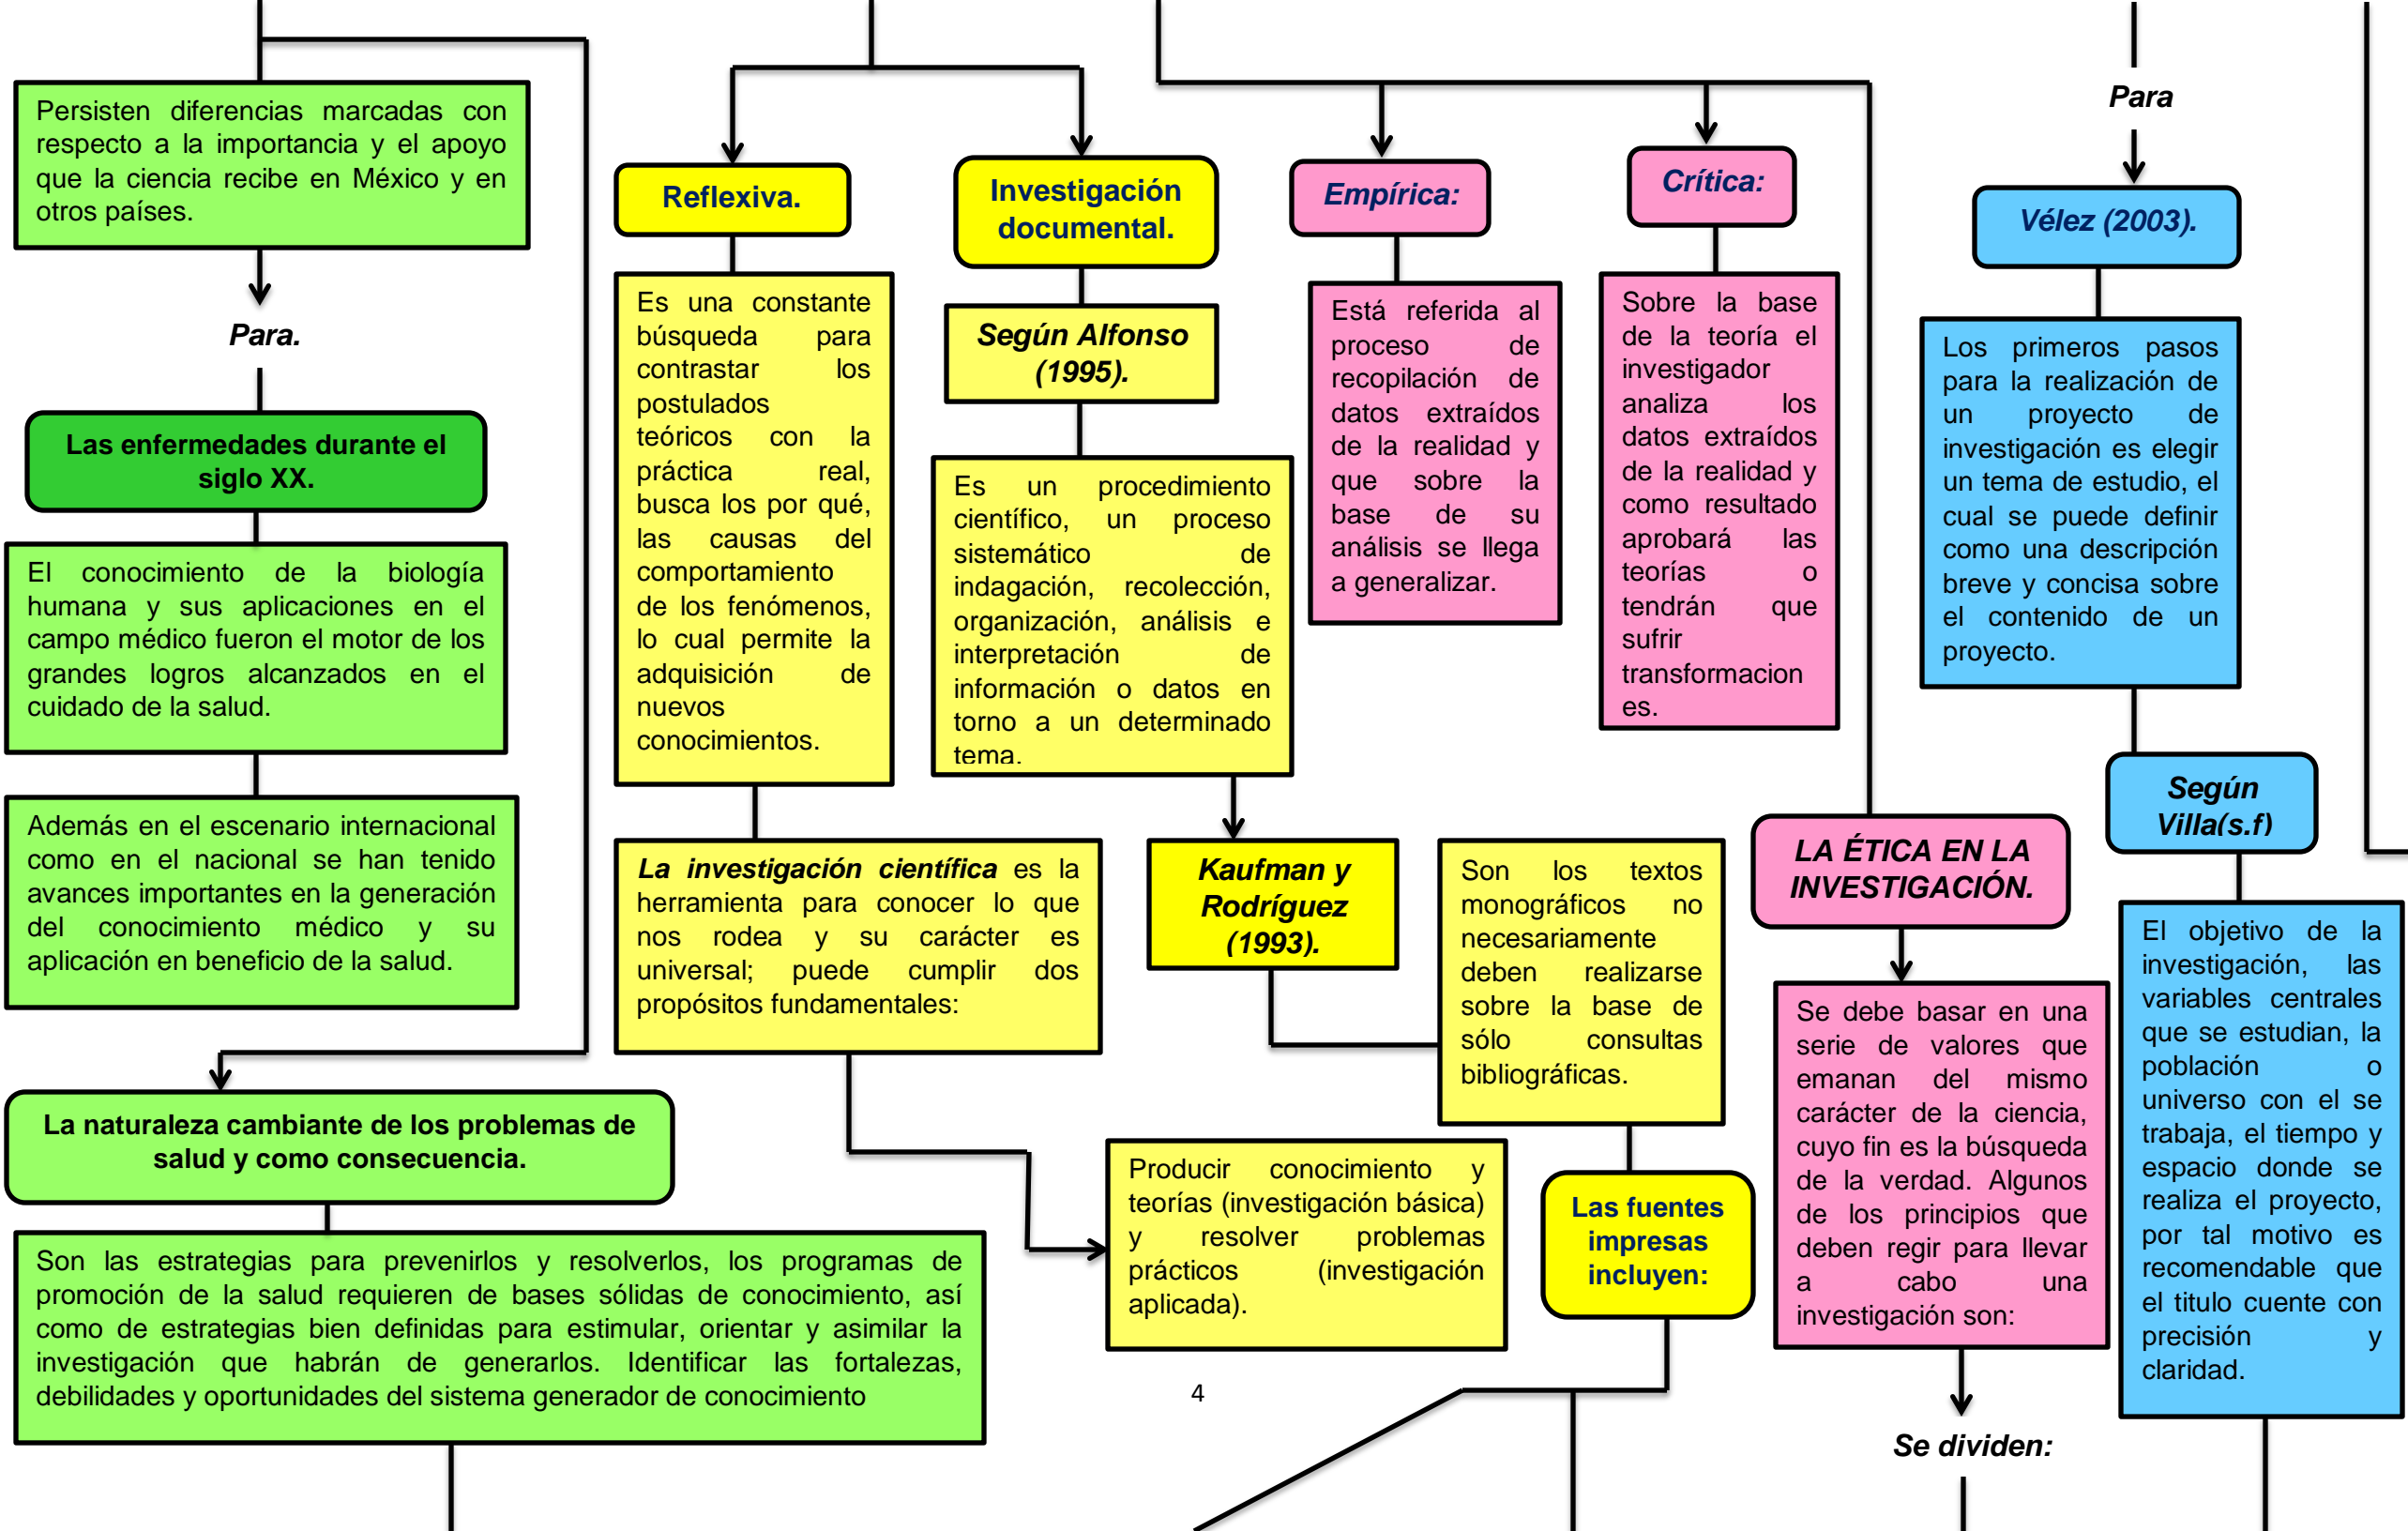 Persisten diferencias marcadas con
respecto a la importancia y el apoyo
que la ciencia recibe en México y en
otros países.
Para.
Las enfermedades durante el
siglo XX.
El conocimiento de la biología
humana y sus aplicaciones en el
campo médico fueron el motor de los
grandes logros alcanzados en el
cuidado de la salud.
Además en el escenario internacional
como en el nacional se han tenido
avances importantes en la generación
del conocimiento médico y su
aplicación en beneficio de la salud.
La naturaleza cambiante de los problemas de
salud y como consecuencia.
Son las estrategias para prevenirlos y resolverlos, los programas de
promoción de la salud requieren de bases sólidas de conocimiento, así
como de estrategias bien definidas para estimular, orientar y asimilar la
investigación que habrán de generarlos. Identificar las fortalezas,
debilidades y oportunidades del sistema generador de conocimiento
Reflexiva.
Es una constante
búsqueda para
contrastar los
postulados
teóricos con la
práctica real,
busca los por qué,
las causas del
comportamiento
de los fenómenos,
lo cual permite la
adquisición de
nuevos
conocimientos.
La investigación científica es la
herramienta para conocer lo que
nos rodea y su carácter es
universal; puede cumplir dos
propósitos fundamentales:
Producir conocimiento y
teorías (investigación básica)
y resolver problemas
prácticos (investigación
aplicada).
Investigación
documental.
Según Alfonso
(1995).
Es un procedimiento
científico, un proceso
sistemático de
indagación, recolección,
organización, análisis e
interpretación de
información o datos en
torno a un determinado
tema.
Kaufman y
Rodríguez
(1993).
Son los textos
monográficos no
necesariamente
deben realizarse
sobre la base de
sólo consultas
bibliográficas.
Las fuentes
impresas
incluyen:
Empírica:
Está referida al
proceso de
recopilación de
datos extraídos
de la realidad y
que sobre la
base de su
análisis se llega
a generalizar.
Crítica:
Sobre la base
de la teoría el
investigador
analiza los
datos extraídos
de la realidad y
como resultado
aprobará las
teorías o
tendrán que
sufrir
transformacion
es.
LA ÉTICA EN LA
INVESTIGACIÓN.
Se debe basar en una
serie de valores que
emanan del mismo
carácter de la ciencia,
cuyo fin es la búsqueda
de la verdad. Algunos
de los principios que
deben regir para llevar
a cabo una
investigación son:
Se dividen:
Para
Vélez (2003).
Los primeros pasos
para la realización de
un proyecto de
investigación es elegir
un tema de estudio, el
cual se puede definir
como una descripción
breve y concisa sobre
el contenido de un
proyecto.
Según
Villa(s.f)
El objetivo de la
investigación, las
variables centrales
que se estudian, la
población o
universo con el se
trabaja, el tiempo y
espacio donde se
realiza el proyecto,
por tal motivo es
recomendable que
el titulo cuente con
precisión y
claridad.
4